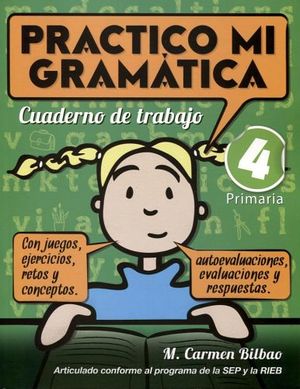 PRACTICO MI
GRAMÁTICA
Cuaderno de trabajo
4
Primaria
Con juegos,
ejercicios,
retos y
conceptos.
autoevaluaciones,
evaluaciones y
respuestas.
M. Carmen Bilbao
Articulado conforme al programa de la SEP y la RIEB